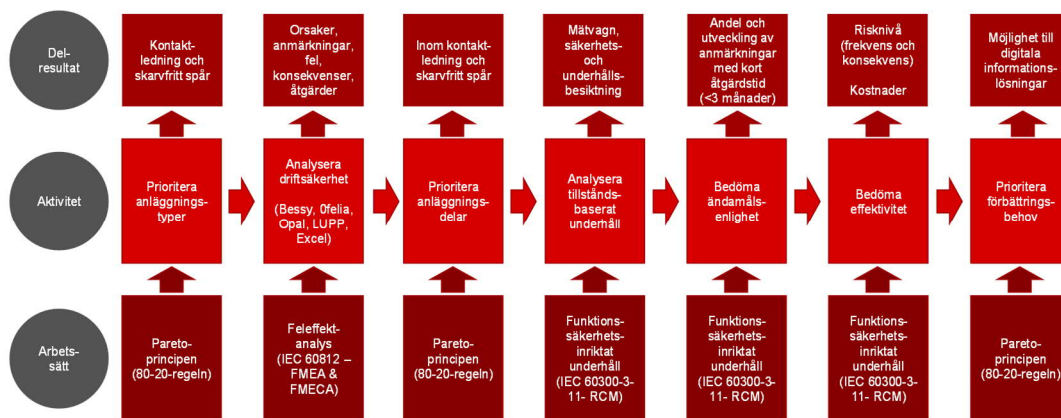 Del-
resultat
Kontakt-
ledning och
skarvfritt spår
Orsaker,
anmärkningar,
fel,
konsekvenser,
åtgärder
Inom kontakt-
ledning och
skarvfritt spår
Mätvagn,
säkerhets-
och
underhålls-
besiktning
Andel och
utveckling av
anmärkningar
med kort
åtgärdstid
(<3 månader)
Risknivå
(frekvens och
konsekvens)
Kostnader
Möjlighet till
digitala
informations-
lösningar
Aktivitet
Prioritera
anläggnings-
typer
Analysera
driftsäkerhet
(Bessy, 0felia,
Opal, LUPP,
Excel)
Prioritera
anläggnings-
delar
Analysera
tillstånds-
baserat
underhåll
Bedöma
ändamåls-
enlighet
Bedöma
effektivitet
Prioritera
förbättrings-
behov
Arbets-
sätt
Pareto-
principen
(80-20-regeln)
Feleffekt-
analys
(IEC 60812 –
FMEA &
FMECA)
Pareto-
principen
(80-20-regeln)
Funktions-
säkerhets-
inriktat
underhåll
(IEC 60300-3-
11- RCM)
Funktions-
säkerhets-
inriktat
underhåll
(IEC 60300-3-
11- RCM)
Funktions-
säkerhets-
inriktat
underhåll
(IEC 60300-3-
11- RCM)
Pareto-
principen
(80-20-regeln)